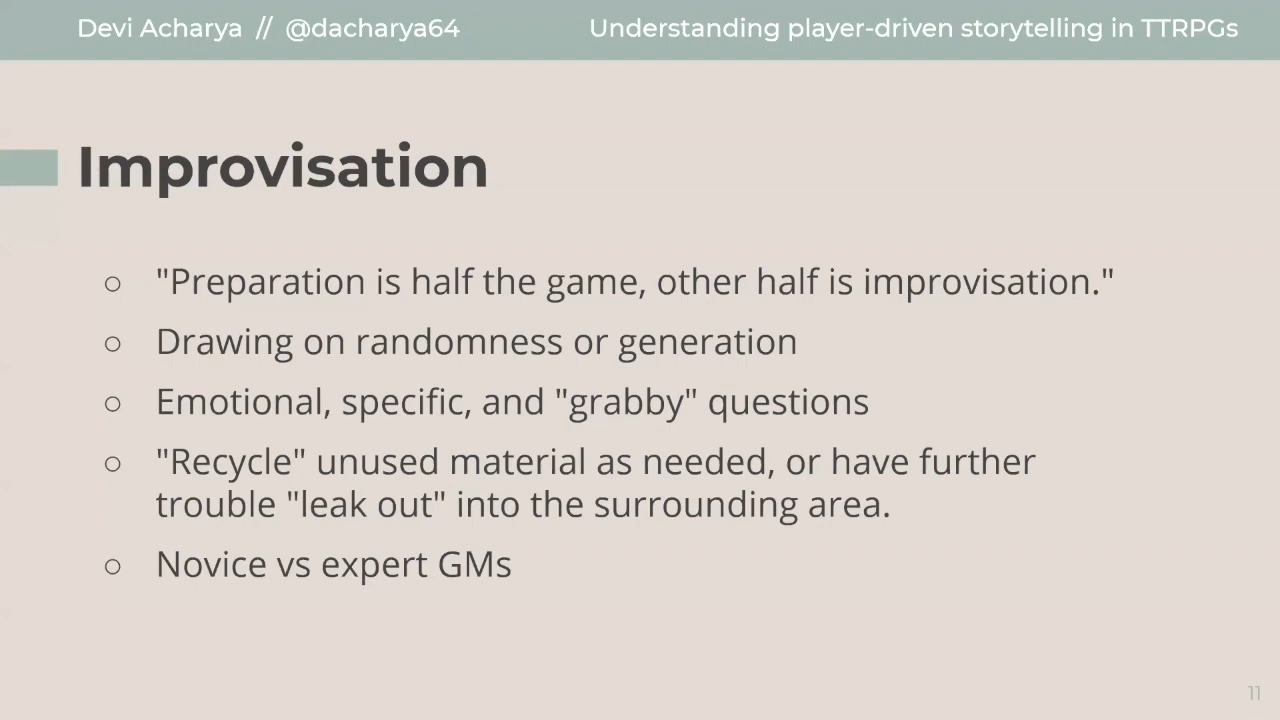 Devi Acharya // @dacharya64
Understanding player-driven storytelling in TTRPGs
Improvisation
○ "Preparation is half the game, other half is improvisation."
○ Drawing on randomness or generation
○ Emotional, specific, and "grabby" questions
○ "Recycle" unused material as needed, or have further
trouble "leak out" into the surrounding area.
○ Novice vs expert GMs
11